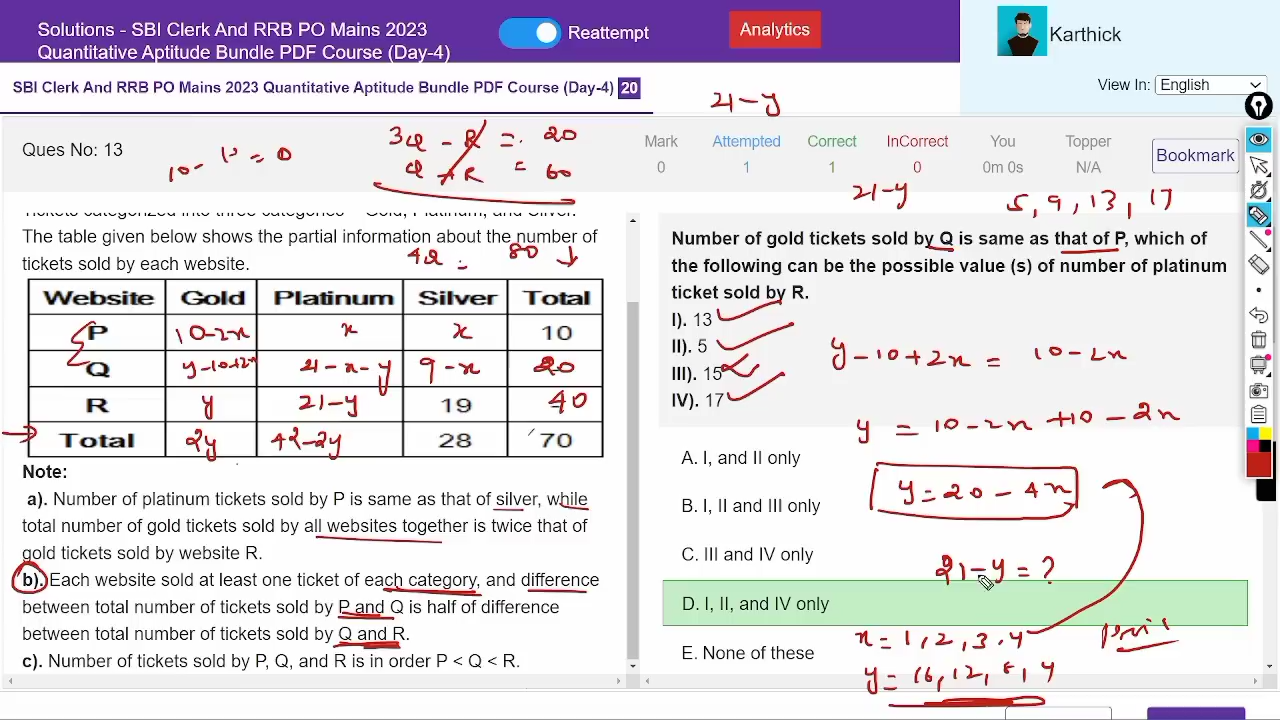 Solutions - SBI Clerk And RRB PO Mains 2023
Quantitative Aptitude Bundle PDF Course (Day-4)
Reattempt
Analytics
Karthick
SBI Clerk And RRB PO Mains 2023 Quantitative Aptitude Bundle PDF Course (Day-4) 20
View In: English
21-y
Ques No: 13
10 - 10 = 0
3Q - R = 20
Q + R = 60
4Q = 80
Mark Attempted Correct InCorrect You Topper
0 1 1 0 0m 0s N/A
Bookmark
21-y
5, 9, 13, 17
Tickets categorized into three categories - Gold, Platinum, and Silver.
The table given below shows the partial information about the number of
tickets sold by each website.
Website Gold Platinum Silver Total
P 10-2x x x 10
Q y-10+2x 21-x-y 9-x 20
R y 21-y 19 40
Total 2y 42-2y 28 70
Note:
a). Number of platinum tickets sold by P is same as that of silver, while
total number of gold tickets sold by all websites together is twice that of
gold tickets sold by website R.
b). Each website sold at least one ticket of each category, and difference
between total number of tickets sold by P and Q is half of difference
between total number of tickets sold by Q and R.
c). Number of tickets sold by P, Q, and R is in order P < Q < R.
Number of gold tickets sold by Q is same as that of P, which of
the following can be the possible value (s) of number of platinum
ticket sold by R.
I). 13
II). 5
III). 15
IV). 17
y-10+2x = 10-2x
y = 10-2x+10-2x
y=20-4x
21-y=?
A. I, and II only
B. I, II and III only
C. III and IV only
D. I, II, and IV only
E. None of these
x=1,2,3,4
y=16,12,8,4